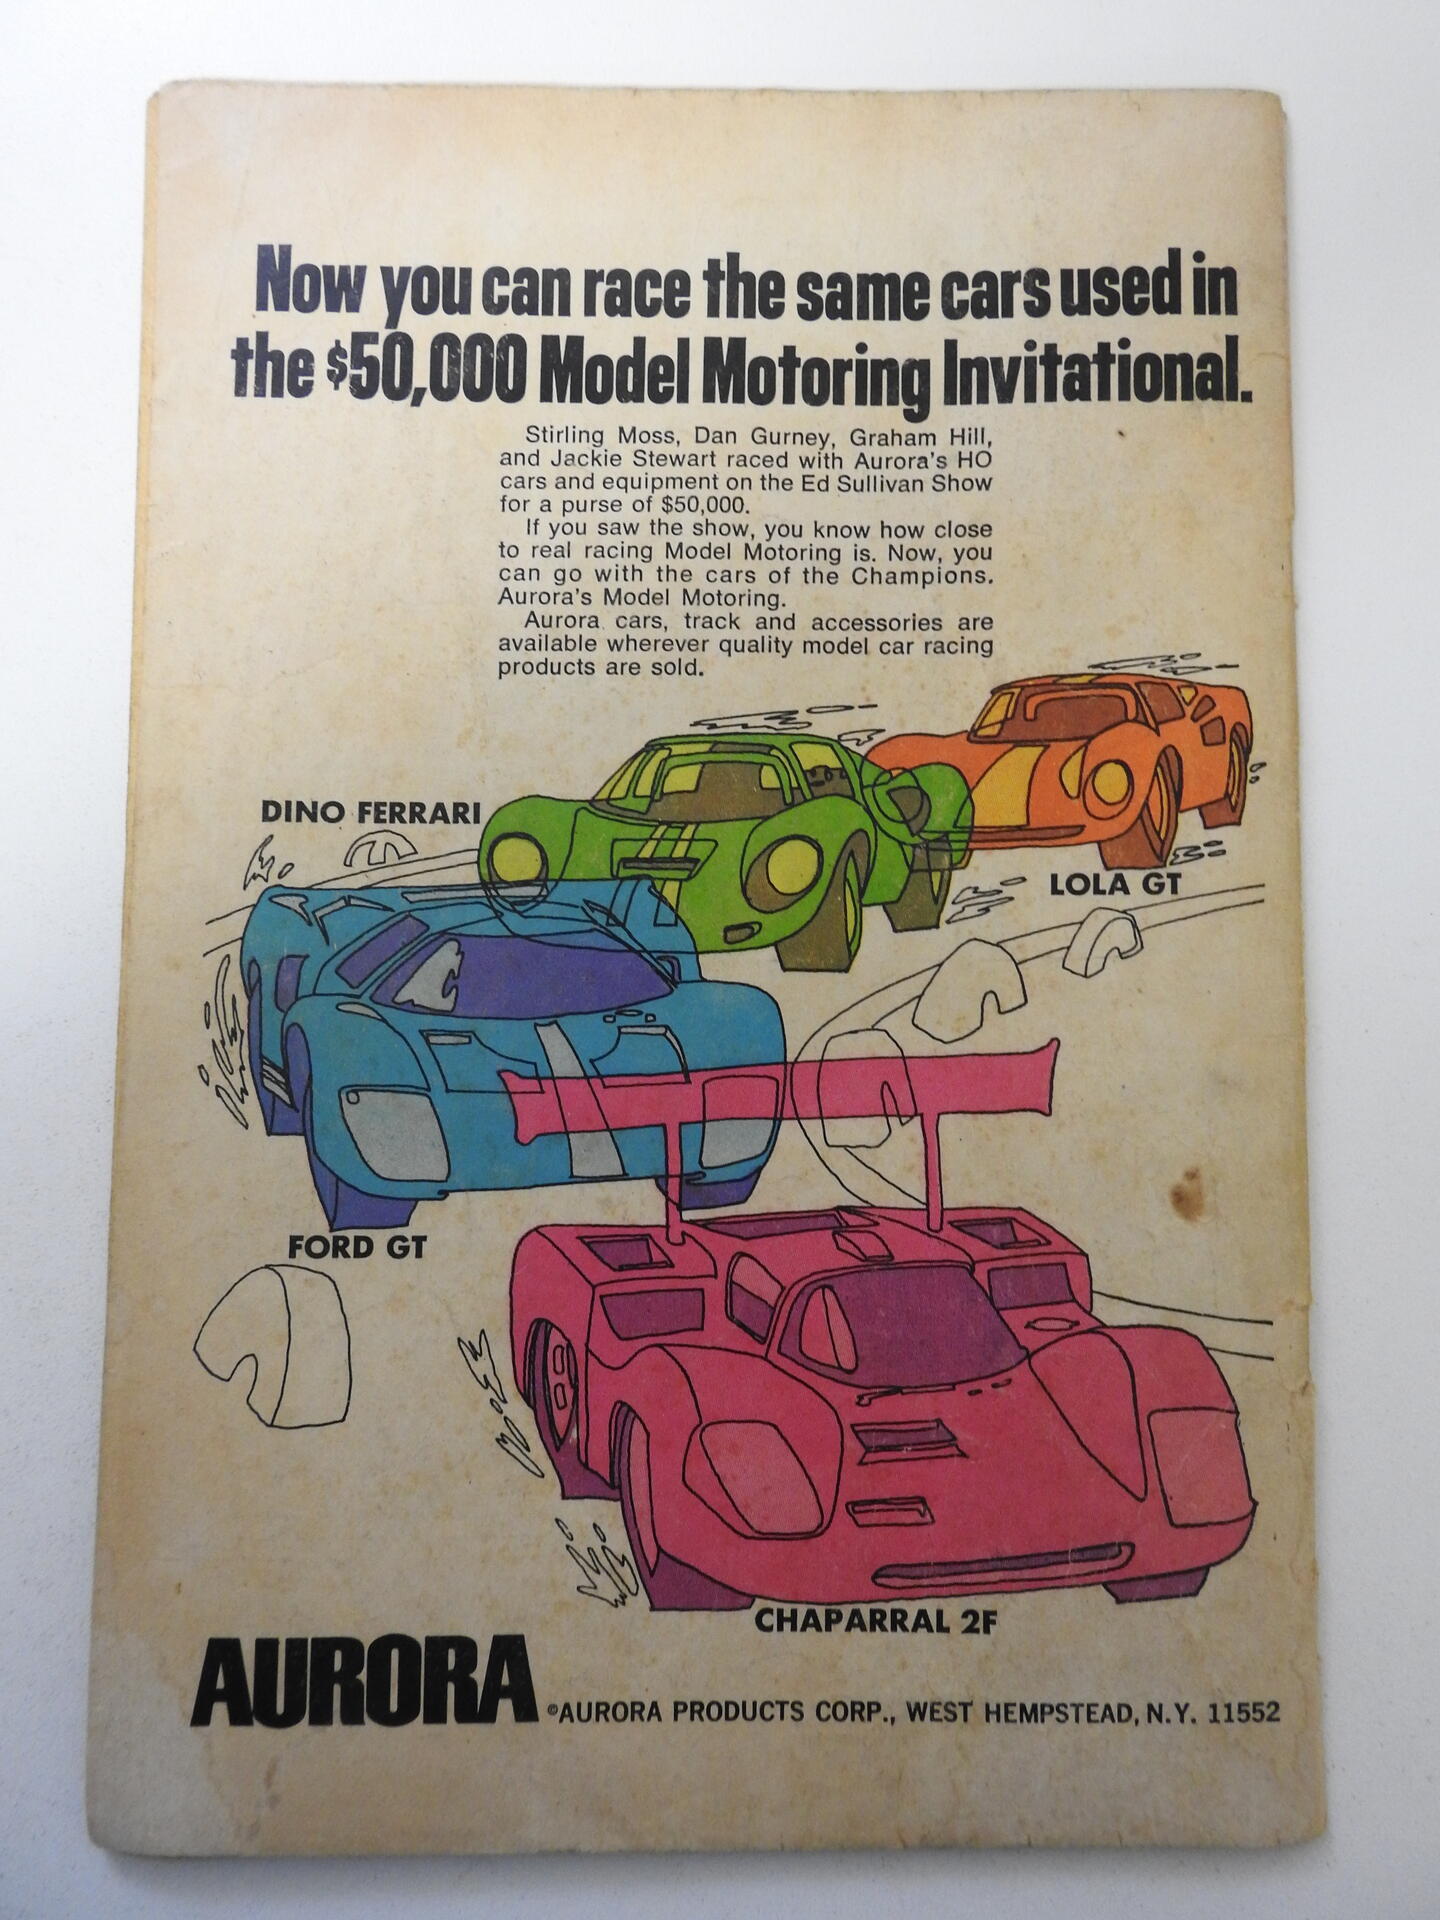 Now you can race the same cars used in
the $50,000 Model Motoring Invitational.
Stirling Moss, Dan Gurney, Graham Hill,
and Jackie Stewart raced with Aurora's HO
cars and equipment on the Ed Sullivan Show
for a purse of $50,000.
If you saw the show, you know how close
to real racing Model Motoring is. Now, you
can go with the cars of the Champions.
Aurora's Model Motoring.
Aurora cars, track and accessories are
available wherever quality model car racing
products are sold.
DINO FERRARI
LOLA GT
FORD GT
CHAPARRAL 2F
AURORA
©AURORA PRODUCTS CORP., WEST HEMPSTEAD, N.Y. 11552